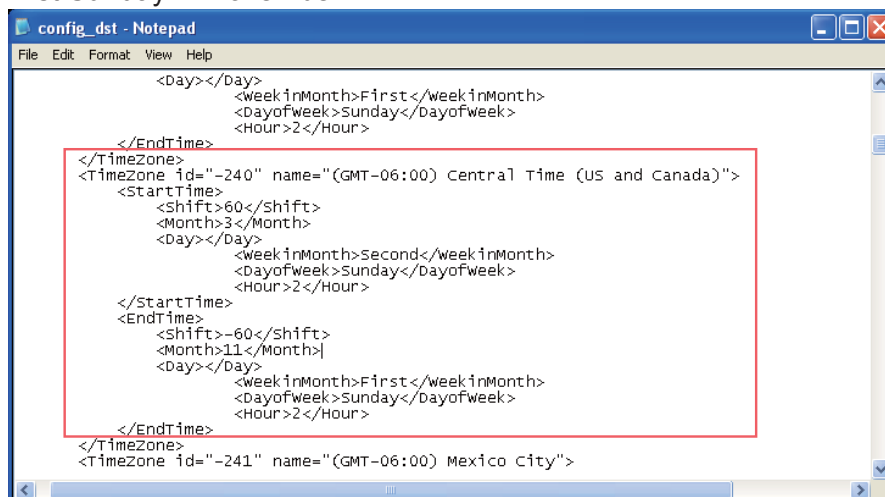 config_dst - Notepad
File Edit Format View Help
<Day></Day>
<WeekinMonth>First</WeekinMonth>
<DayofWeek>Sunday</DayofWeek>
<Hour>2</Hour>
</EndTime>
</TimeZone>
<TimeZone id="-240" name="(GMT-06:00) Central Time (US and Canada)">
<StartTime>
<Shift>60</Shift>
<Month>3</Month>
<Day></Day>
<WeekinMonth>Second</WeekinMonth>
<DayofWeek>Sunday</DayofWeek>
<Hour>2</Hour>
</StartTime>
<EndTime>
<Shift>-60</Shift>
<Month>11</Month>
<Day></Day>
<WeekinMonth>First</WeekinMonth>
<DayofWeek>Sunday</DayofWeek>
<Hour>2</Hour>
</EndTime>
</TimeZone>
<TimeZone id="-241" name="(GMT-06:00) Mexico City">